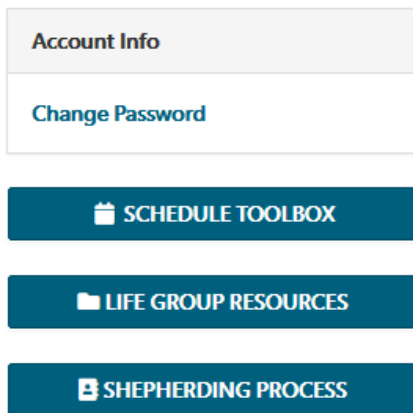 Account Info
Change Password
SCHEDULE TOOLBOX
LIFE GROUP RESOURCES
SHEPHERDING PROCESS